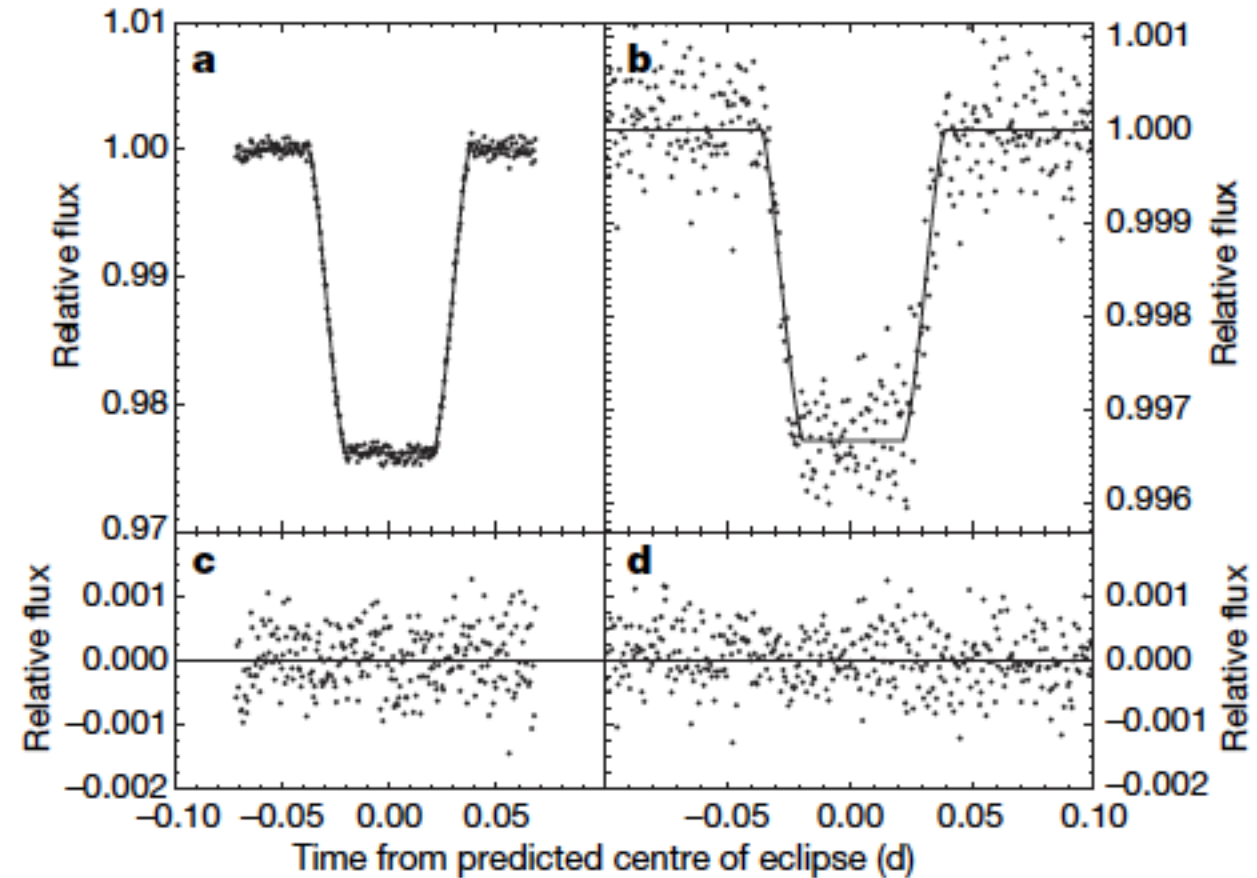 a
b
1.01
1.00
0.99
0.98
0.97
Relative flux
1.001
1.000
0.999
0.998
0.997
0.996
Relative flux
c
d
0.001
0.000
–0.001
–0.002
Relative flux
0.001
0.000
–0.001
–0.002
Relative flux
–0.10 –0.05 0.00 0.05
–0.05 0.00 0.05 0.10
Time from predicted centre of eclipse (d)